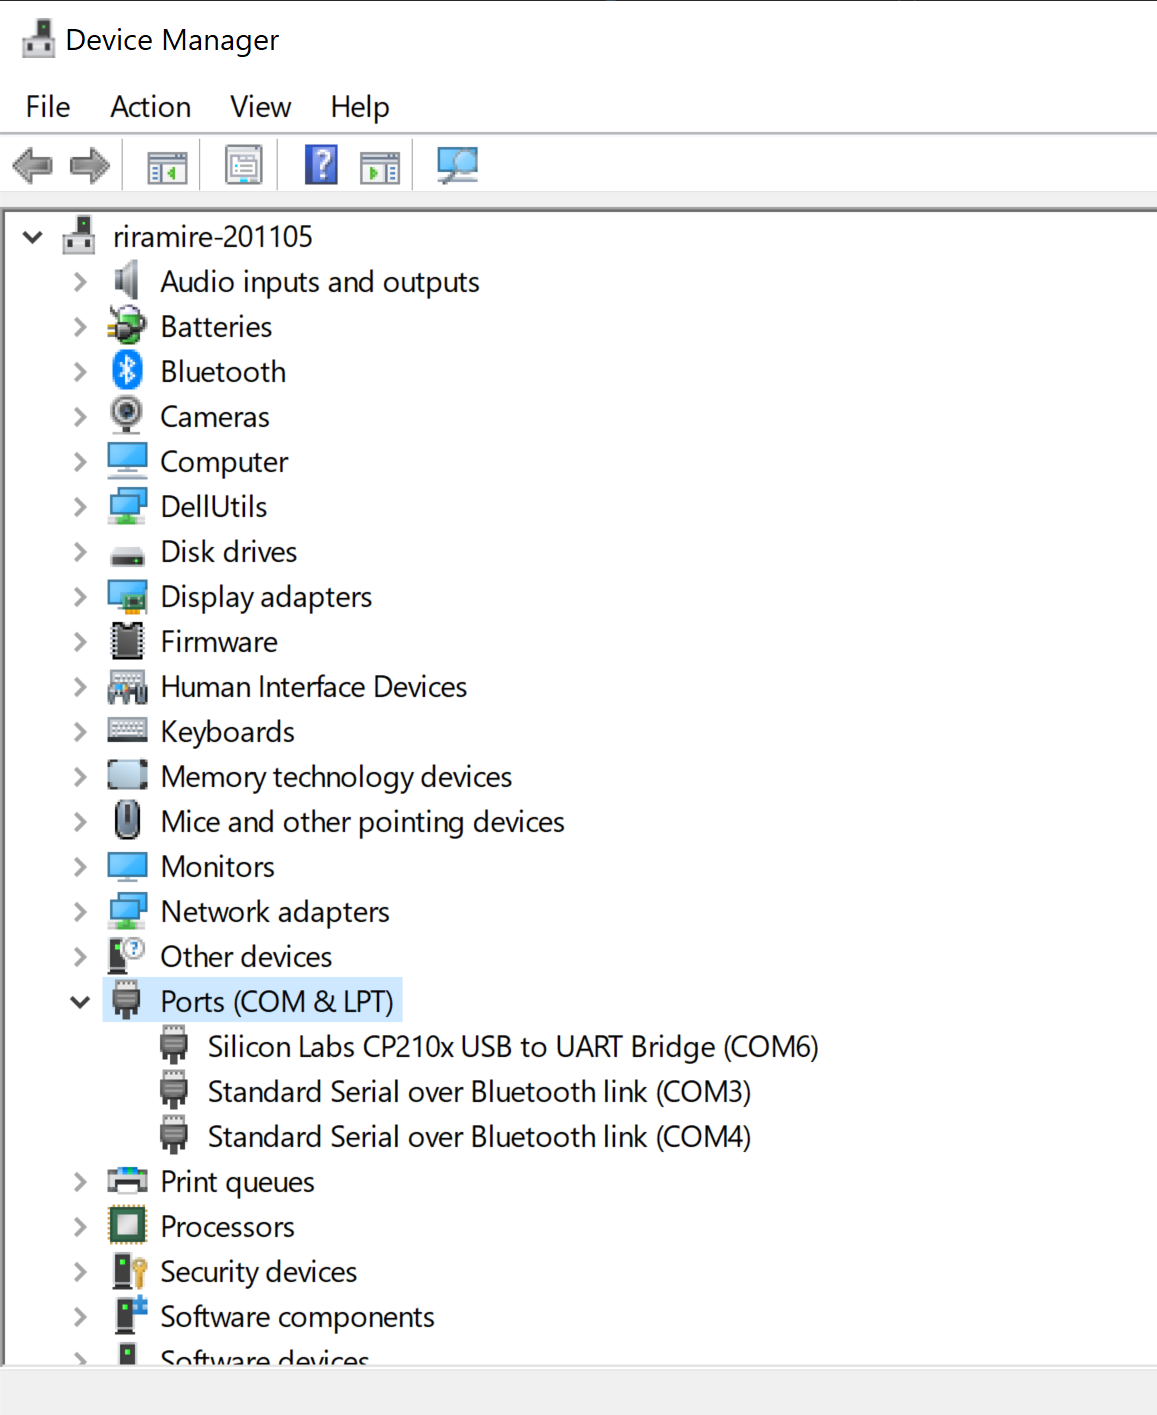 Device Manager
File Action View Help
riramire-201105
Audio inputs and outputs
Batteries
Bluetooth
Cameras
Computer
DellUtils
Disk drives
Display adapters
Firmware
Human Interface Devices
Keyboards
Memory technology devices
Mice and other pointing devices
Monitors
Network adapters
Other devices
Ports (COM & LPT)
Silicon Labs CP210x USB to UART Bridge (COM6)
Standard Serial over Bluetooth link (COM3)
Standard Serial over Bluetooth link (COM4)
Print queues
Processors
Security devices
Software components
Software devices